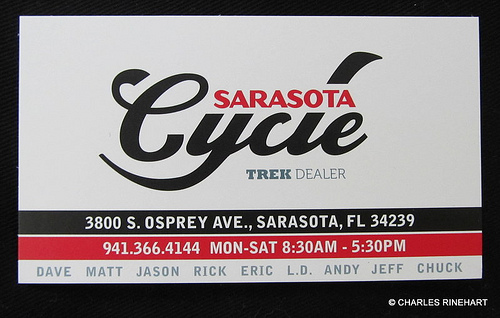 SARASOTA
Cycle
TREK DEALER
3800 S. OSPREY AVE., SARASOTA, FL 34239
941.366.4144 MON-SAT 8:30AM - 5:30PM
DAVE MATT JASON RICK ERIC L.D. ANDY JEFF CHUCK
© CHARLES RINEHART